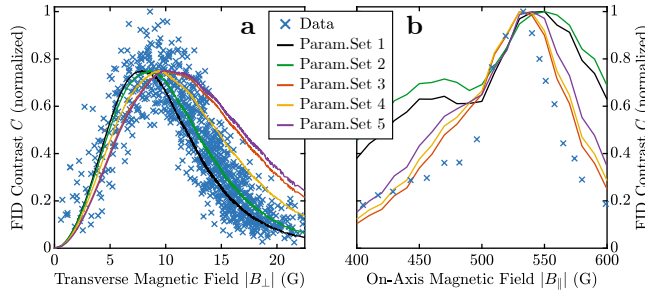 a
b
Data
Param.Set 1
Param.Set 2
Param.Set 3
Param.Set 4
Param.Set 5
FID Contrast C (normalized)
1
0.8
0.6
0.4
0.2
0
0 5 10 15 20
Transverse Magnetic Field |B⊥| (G)
400 450 500 550 600
On-Axis Magnetic Field |B∥| (G)
1
0.8
0.6
0.4
0.2
0
FID Contrast C (normalized)